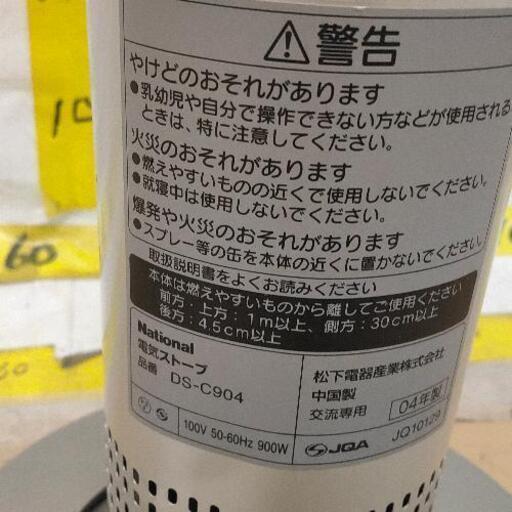 10
60
60
警告
やけどのおそれがあります
●乳幼児や自分で操作できない方などが使用される
ときは、特に注意してください。
火災のおそれがあります
●燃えやすいものの近くで使用しないでください。
●就寝中は使用しないでください。
爆発や火災のおそれがあります
●スプレー等の缶を本体の近くに置かないでください。
取扱説明書をよくお読みください
本体は燃えやすいものから離してご使用ください
前方・上方：1m以上、側方：30cm以上
後方：4.5cm以上
National
電気ストーブ
品番 DS-C904
100V 50-60Hz 900W
松下電器産業株式会社
中国製
交流専用 04年製
JQA JQ10129